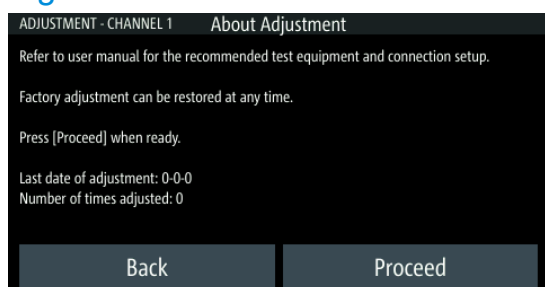 ADJUSTMENT - CHANNEL 1 About Adjustment
Refer to user manual for the recommended test equipment and connection setup.
Factory adjustment can be restored at any time.
Press [Proceed] when ready.
Last date of adjustment: 0-0-0
Number of times adjusted: 0
Back Proceed